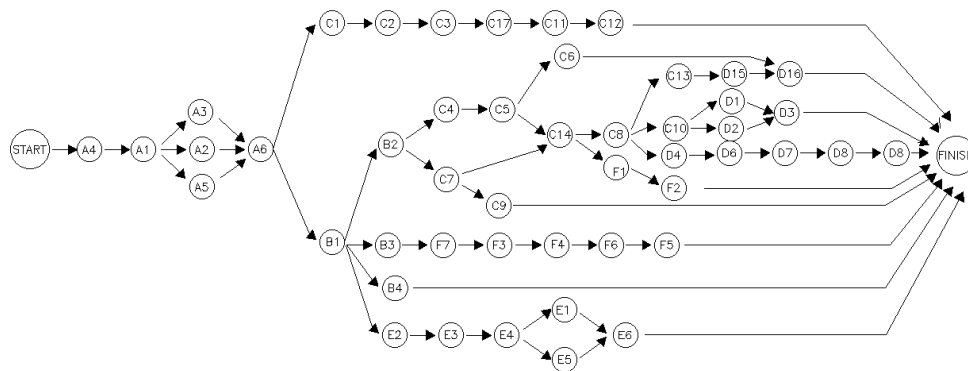 C1 C2 C3 C17 C11 C12
C6
C13 D15 D16
D1
A3 C4 C5 D3
START A4 A1 A2 A6 B2 C14 C8 C10 D2
D4 D6 D7 D8 D8 FINISH
A5 C7 F1 F2
C9
B1 B3 F7 F3 F4 F6 F5
B4
E1
E2 E3 E4 E6
E5